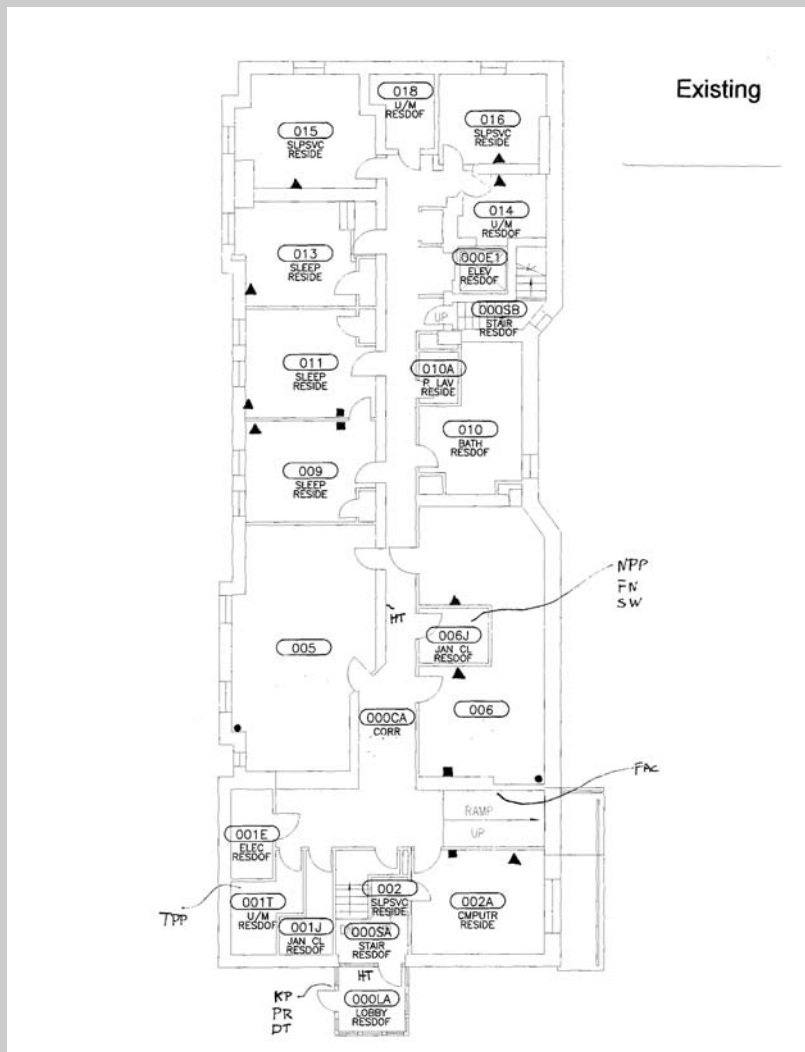 Existing
018
U/M
RESDOF
015
SLPSVC
RESIDE
016
SLPSVC
RESIDE
014
U/M
RESDOF
013
SLEEP
RESIDE
000E1
ELEV
RESDOF
000SB
STAIR
RESDOF
UP
011
SLEEP
RESIDE
010A
P. LAV
RESIDE
010
BATH
RESDOF
009
SLEEP
RESIDE
NPP
FN
SW
HT
006J
JAN CL
RESDOF
005
006
000CA
CORR
FAC
RAMP
UP
001E
ELEC
RESDOF
002
SLPSVC
RESIDE
002A
CMPUTR
RESIDE
TPP
001T
U/M
RESDOF
001J
JAN CL
RESDOF
000SA
STAIR
RESDOF
HT
KP
PR
DT
000LA
LOBBY
RESDOF